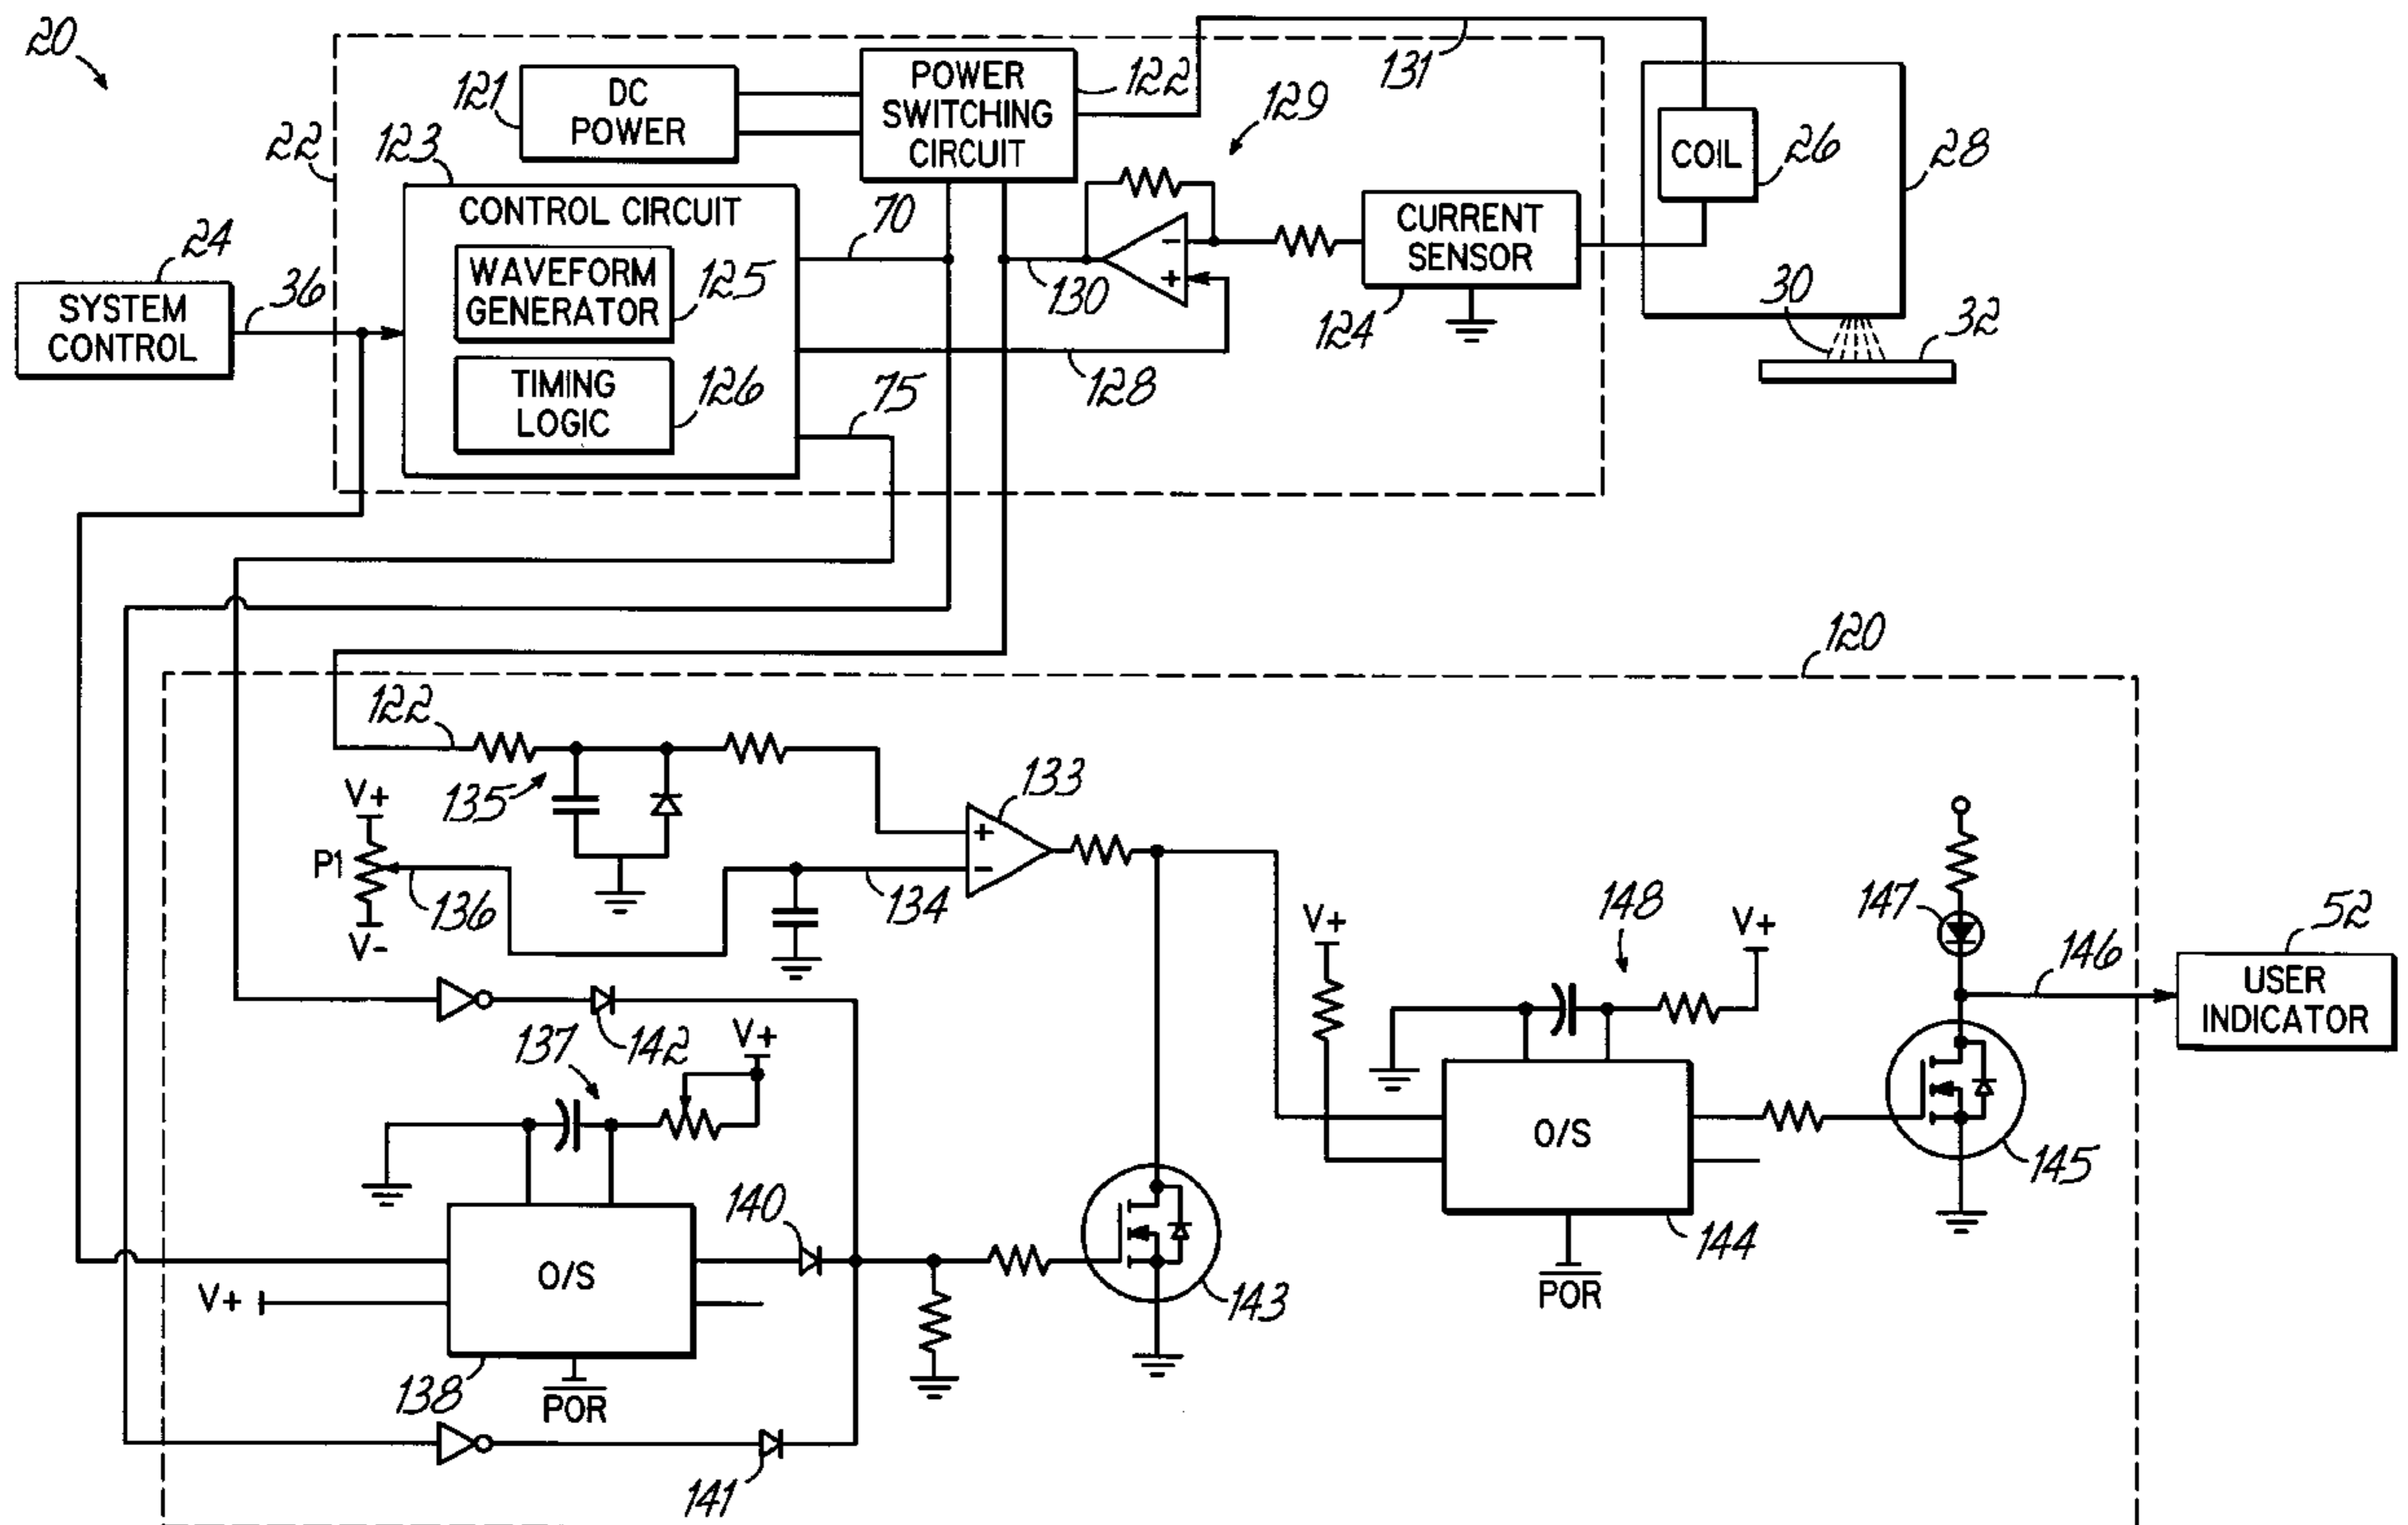 20
22
121
DC
POWER
POWER
SWITCHING
CIRCUIT
122
131
129
123
CONTROL CIRCUIT
WAVEFORM
GENERATOR
125
TIMING
LOGIC
126
70
130
128
75
CURRENT
SENSOR
124
COIL
26
28
30
32
24
SYSTEM
CONTROL
36
120
122
135
V+
P1
V-
136
134
133
142
137
V+
O/S
V+
138
POR
140
141
143
V+
148
V+
O/S
144
POR
147
146
145
52
USER
INDICATOR